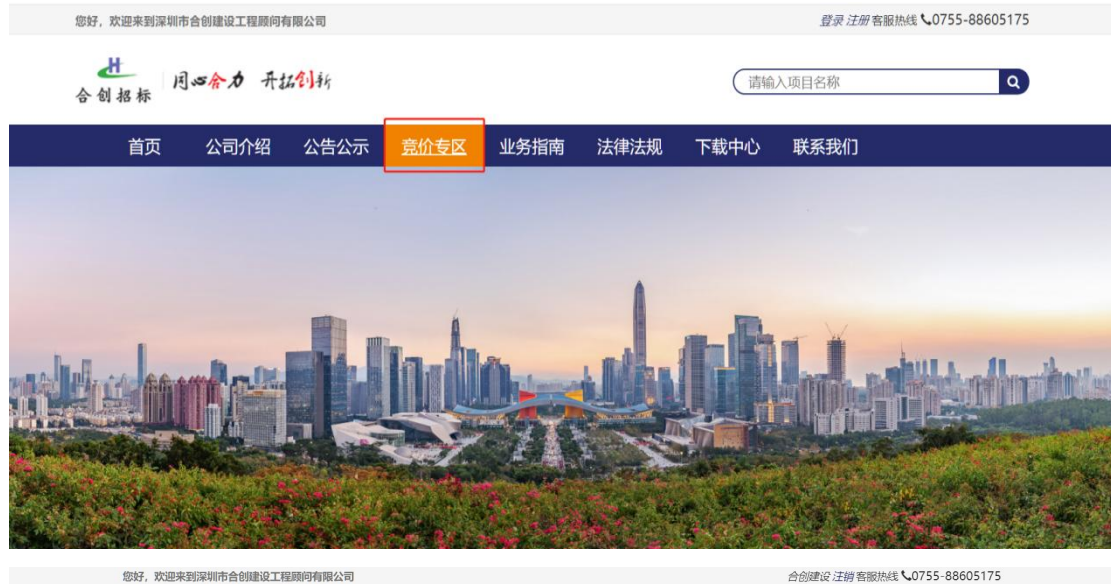 您好，欢迎来到深圳市合创建设工程顾问有限公司
登录 注册 客服热线 0755-88605175
H
合创招标
同心合力 开拓创新
请输入项目名称
首页 公司介绍 公告公示 竞价专区 业务指南 法律法规 下载中心 联系我们
您好，欢迎来到深圳市合创建设工程顾问有限公司
合创建设 注销 客服热线 0755-88605175